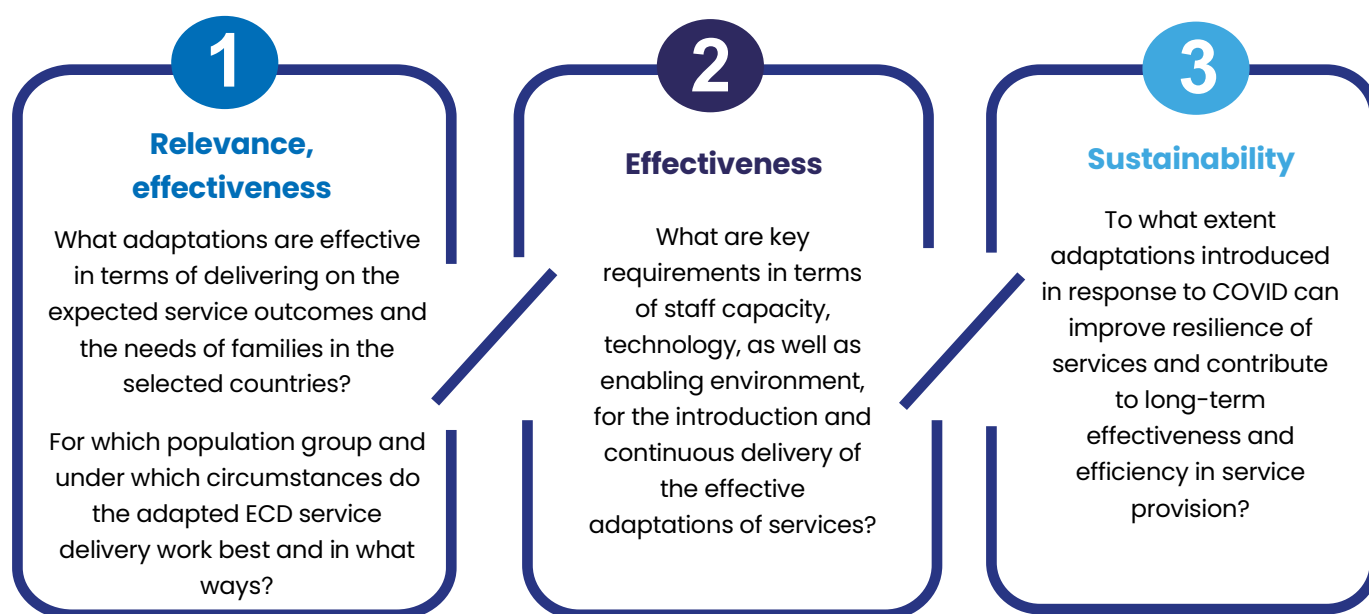 1
Relevance,
effectiveness
What adaptations are effective
in terms of delivering on the
expected service outcomes and
the needs of families in the
selected countries?
For which population group and
under which circumstances do
the adapted ECD service
delivery work best and in what
ways?
2
Effectiveness
What are key
requirements in terms
of staff capacity,
technology, as well as
enabling environment,
for the introduction and
continuous delivery of
the effective
adaptations of services?
3
Sustainability
To what extent
adaptations introduced
in response to COVID can
improve resilience of
services and contribute
to long-term
effectiveness and
efficiency in service
provision?